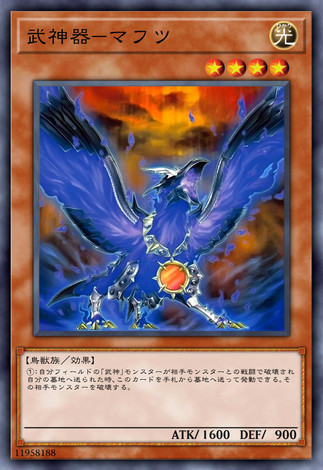 武神器－マフツ
光
【鳥獣族／効果】
①：自分フィールドの「武神」モンスターが相手モンスターとの戦闘で破壊され
自分の墓地へ送られた時、このカードを手札から墓地へ送って発動できる。そ
の相手モンスターを破壊する。
ATK/ 1600 DEF/ 900
11958188